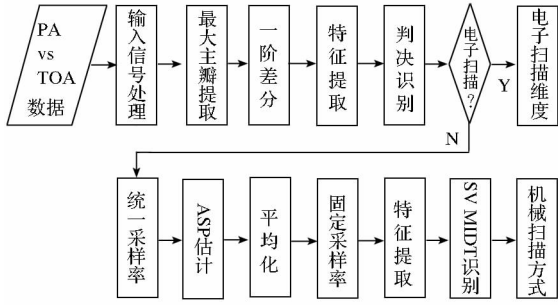 PA
vs
TOA
数据
输入信号处理
最大主瓣提取
一阶差分
特征提取
判决识别
电子扫描?
Y
电子扫描维度
N
统一采样率
ASP估计
平均化
固定采样率
特征提取
SV MIDT识别
机械扫描方式